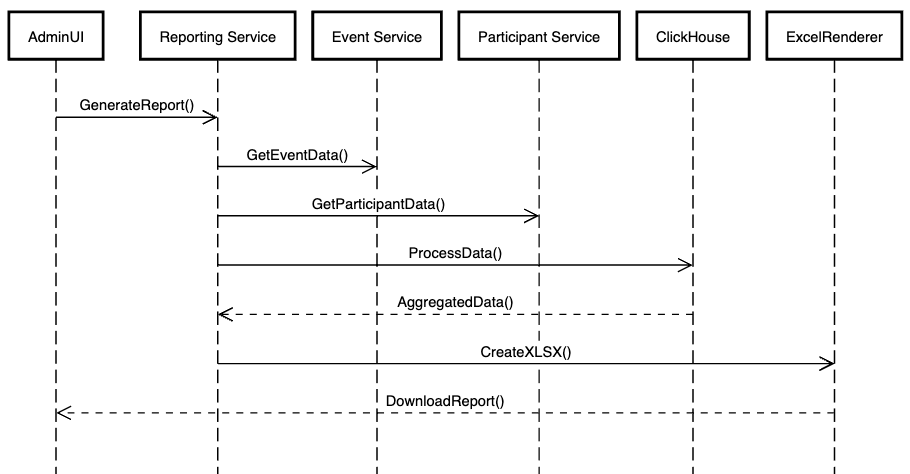 AdminUI
Reporting Service
Event Service
Participant Service
ClickHouse
ExcelRenderer
GenerateReport()
GetEventData()
GetParticipantData()
ProcessData()
AggregatedData()
CreateXLSX()
DownloadReport()